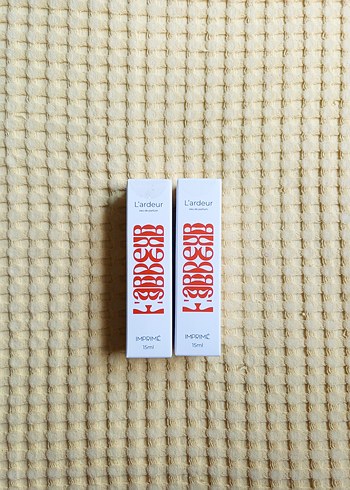 L'ardeur
eau de parfum
L'ARDEUR
IMPRIMÉ
15ml
L'ardeur
eau de parfum
L'ARDEUR
IMPRIMÉ
15ml